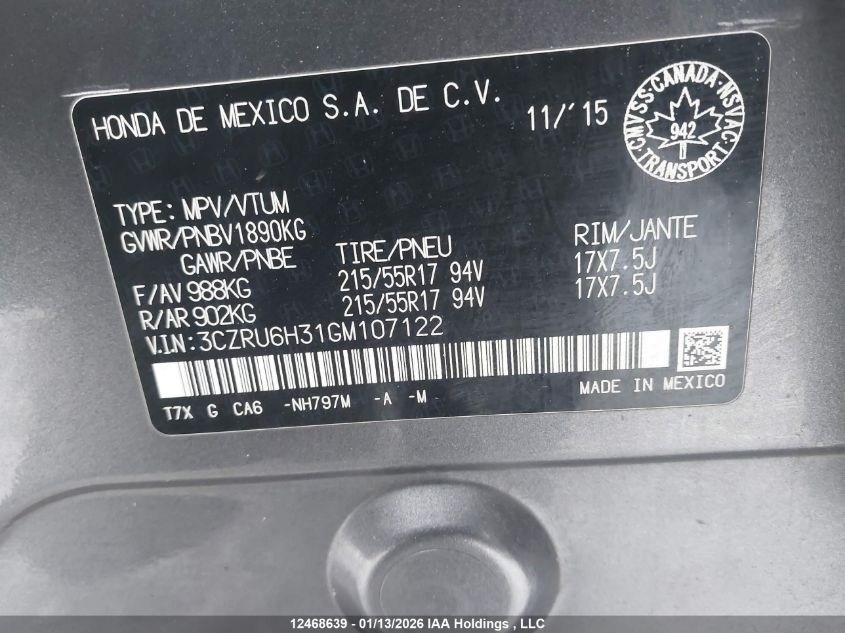 HONDA DE MEXICO S.A. DE C.V.
11/'15
CMVSS·CANADA·NSVAC
942
TRANSPORT
TYPE: MPV/VTUM
GVWR/PNBV1890KG
GAWR/PNBE TIRE/PNEU RIM/JANTE
F/AV 988KG 215/55R17 94V 17X7.5J
R/AR 902KG 215/55R17 94V 17X7.5J
V.I.N:3CZRU6H31GM107122
MADE IN MEXICO
T7X G CA6 -NH797M -A -M
12468639 - 01/13/2026 IAA Holdings , LLC